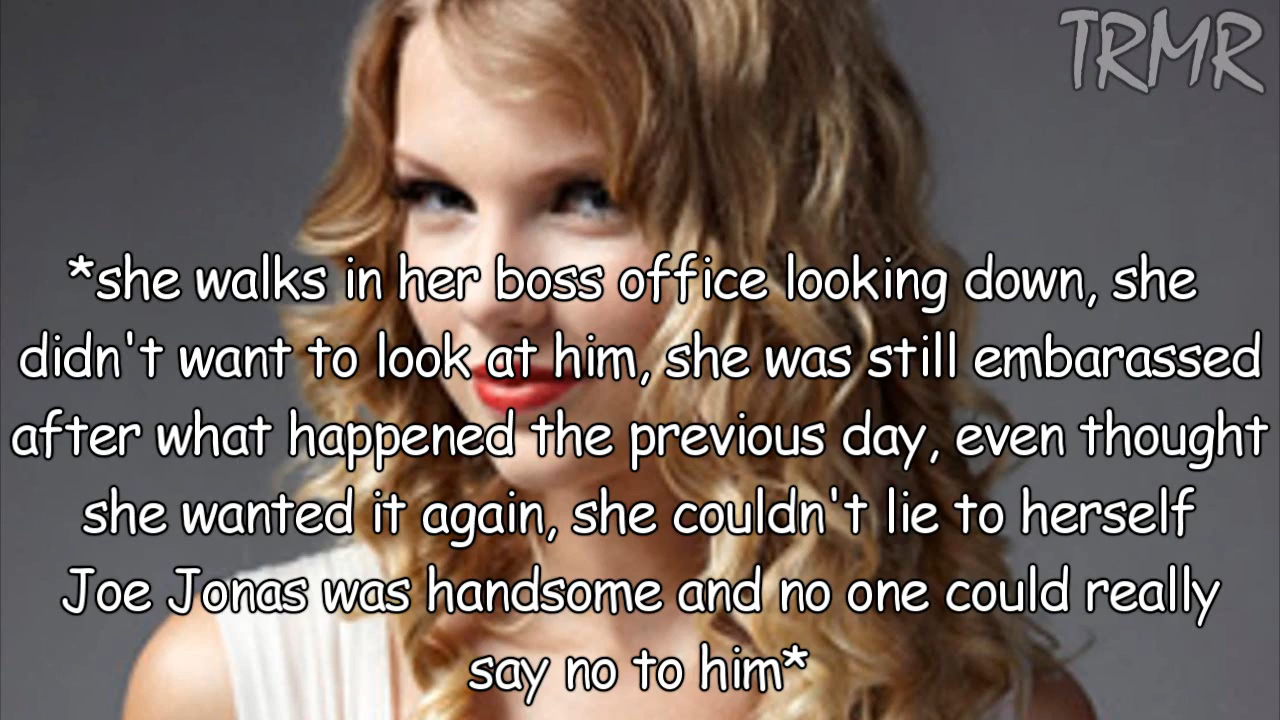 TRMR
*she walks in her boss office looking down, she
didn't want to look at him, she was still embarassed
after what happened the previous day, even thought
she wanted it again, she couldn't lie to herself
Joe Jonas was handsome and no one could really
say no to him*